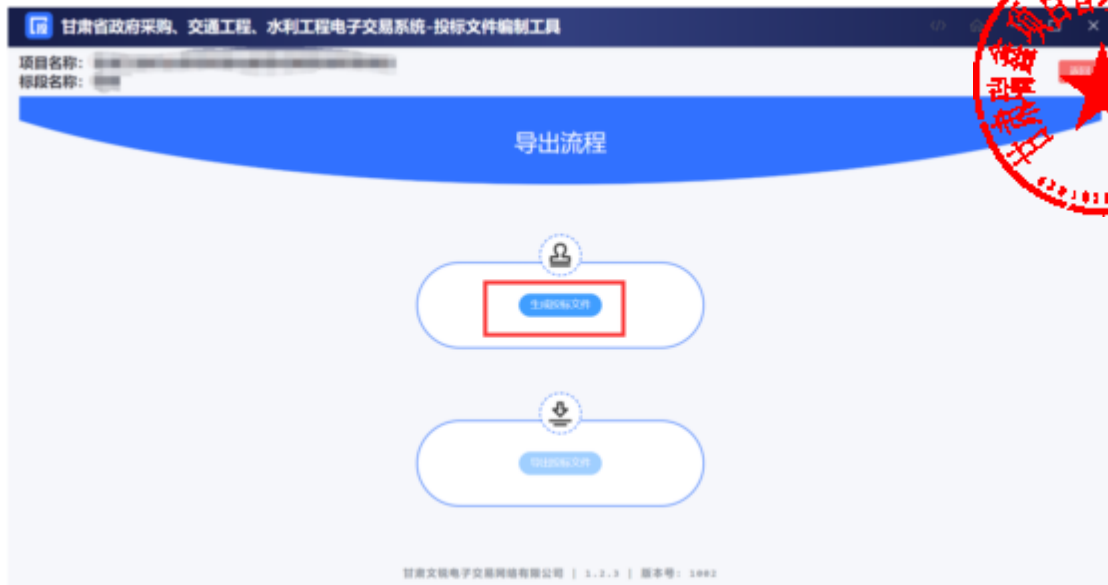 甘肃省政府采购、交通工程、水利工程电子交易系统-投标文件编制工具
项目名称：
标段名称：
导出流程
生成投标文件
导出投标文件
甘肃文锐电子交易网络有限公司 | 1.2.3 | 版本号: 1002